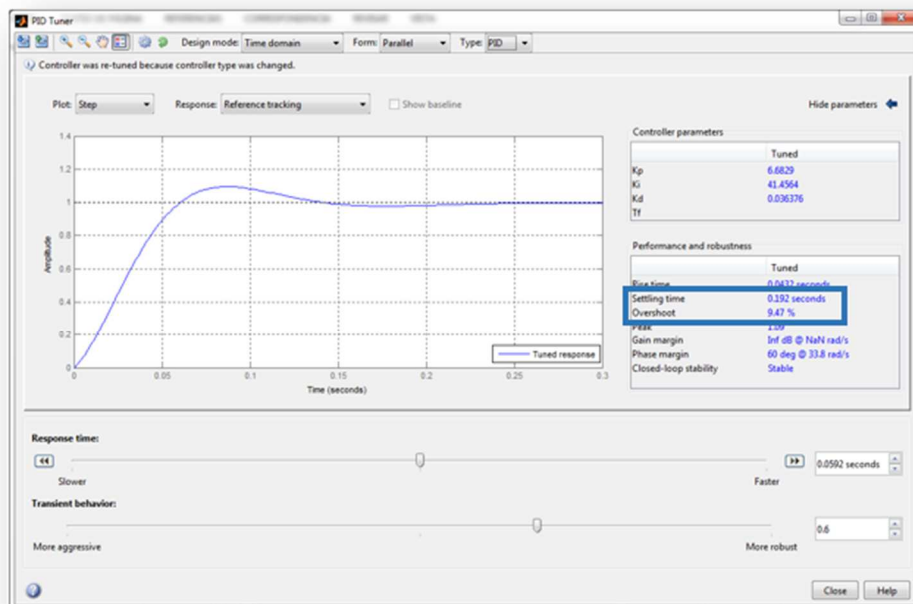 PID Tuner
Design mode: Time domain Form: Parallel Type: PID
Controller was re-tuned because controller type was changed.
Plot: Step Response: Reference tracking Show baseline Hide parameters
Controller parameters
Tuned
Kp 6.6829
Ki 41.4564
Kd 0.036376
Tf
Performance and robustness
Tuned
Rise time 0.0432 seconds
Settling time 0.192 seconds
Overshoot 9.47 %
Peak 1.09
Gain margin Inf dB @ NaN rad/s
Phase margin 60 deg @ 33.8 rad/s
Closed-loop stability Stable
1.4
1.2
1
0.8
0.6
0.4
0.2
0
Amplitude
Tuned response
0 0.05 0.1 0.15 0.2 0.25 0.3
Time (seconds)
Response time:
0.0592 seconds
Slower Faster
Transient behavior:
0.6
More aggressive More robust
Close Help